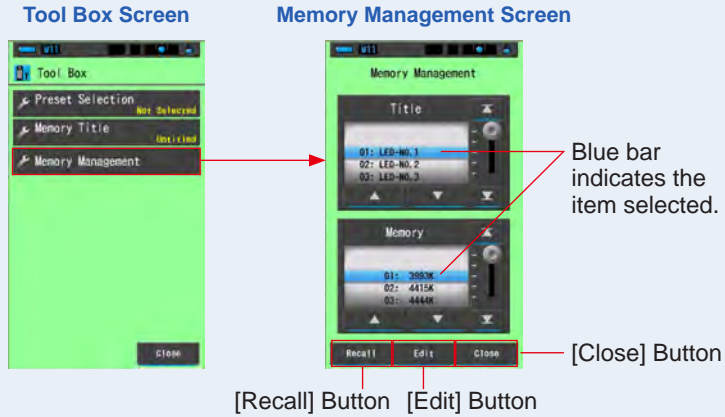 Tool Box Screen
Memory Management Screen
W11
Tool Box
Preset Selection
Not Selected
Memory Title
Untitled
Memory Management
Close
W11
Memory Management
Title
01: LED-NO.1
02: LED-NO.2
03: LED-NO.3
Memory
01: 3993K
02: 4415K
03: 4444K
Recall
Edit
Close
Blue bar
indicates the
item selected.
[Close] Button
[Recall] Button
[Edit] Button